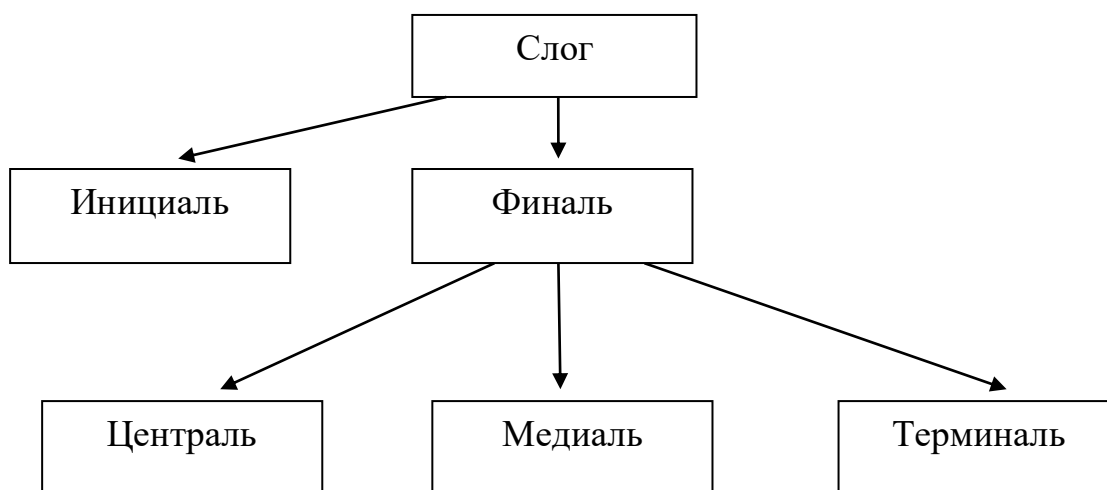 Слог
Инициаль
Финаль
Централь
Медиаль
Терминаль